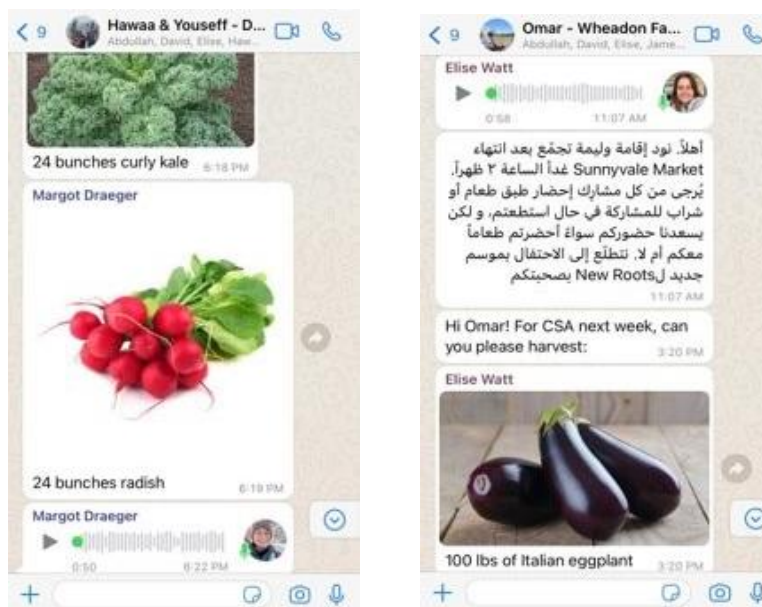 9
Hawaa & Youseff - D...
Abdollah, David, Elise, Haw...
24 bunches curly kale
6:18 PM
Margot Draeger
24 bunches radish
6:19 PM
Margot Draeger
0:50
6:22 PM
9
Omar - Wheadon Fa...
Abdullah, David, Elise, Jame...
Elise Watt
0:58
11:07 AM
أهلاً. نود إقامة وليمة تجمّع بعد انتهاء
Sunnyvale Market غداً الساعة ٢ ظهراً.
يُرجى من كل مشارك إحضار طبق طعام أو
شراب للمشاركة في حال استطعتم، و لكن
يسعدنا حضوركم سواءً أحضرتم طعاماً
معكم أم لا. نتطلّع إلى الاحتفال بموسم
جديد لNew Roots بصحبتكم
11:07 AM
Hi Omar! For CSA next week, can
you please harvest:
3:20 PM
Elise Watt
100 lbs of Italian eggplant
3:20 PM